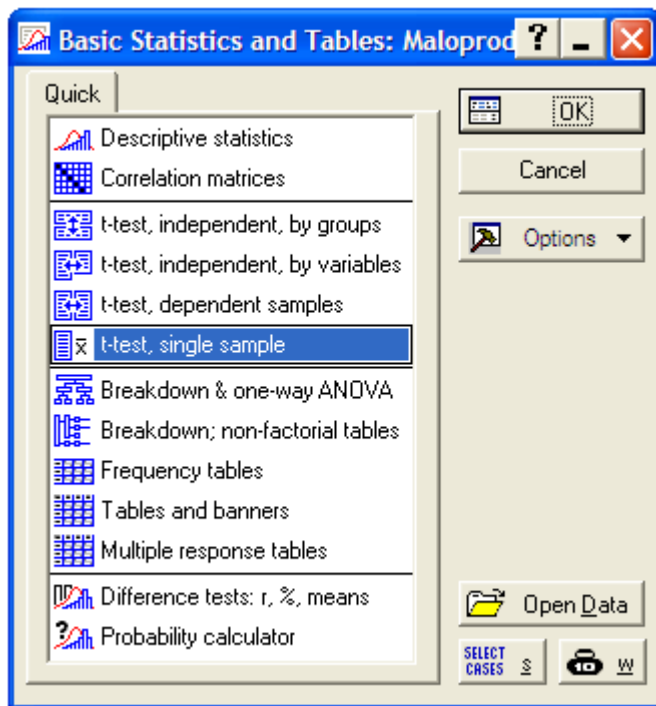 Basic Statistics and Tables: Maloprod
Quick
Descriptive statistics
Correlation matrices
t-test, independent, by groups
t-test, independent, by variables
t-test, dependent samples
t-test, single sample
Breakdown & one-way ANOVA
Breakdown; non-factorial tables
Frequency tables
Tables and banners
Multiple response tables
Difference tests: r, %, means
Probability calculator
OK
Cancel
Options
Open Data
SELECT
CASES
S
W